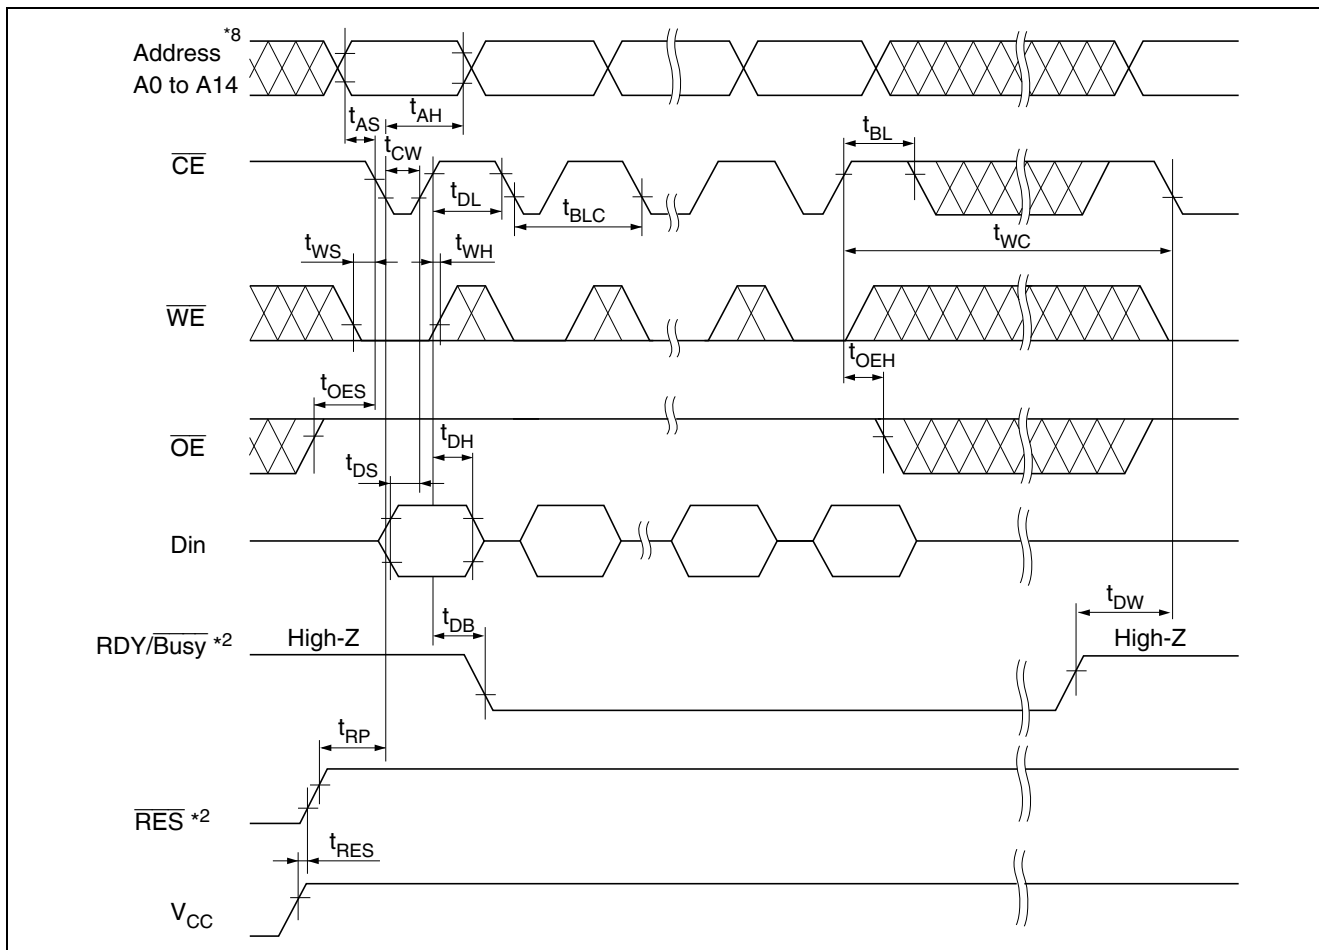 Address *8
A0 to A14
tAS
tAH
tBL
CE
tCW
tDL
tBLC
tWC
tWS
tWH
WE
tOES
tOEH
OE
tDH
tDS
Din
tDB
tDW
RDY/Busy *2
High-Z
High-Z
tRP
RES *2
tRES
VCC